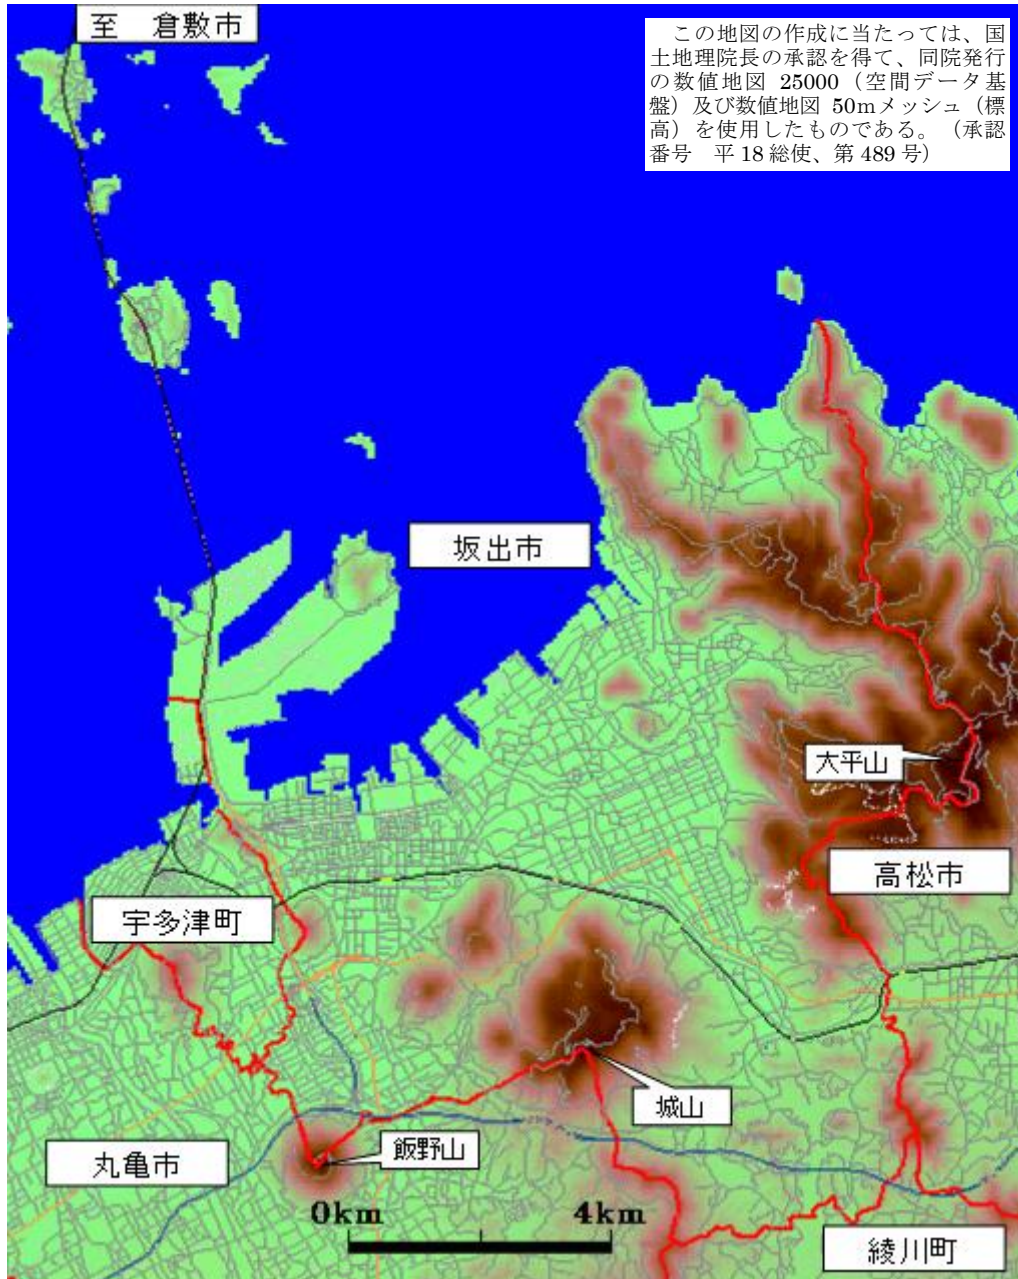 至　倉敷市
　この地図の作成に当たっては、国
土地理院長の承認を得て、同院発行
の数値地図 25000（空間データ基
盤）及び数値地図 50mメッシュ（標
高）を使用したものである。（承認
番号　平 18 総使、第 489 号）
坂出市
大平山
高松市
宇多津町
城山
飯野山
丸亀市
0km 4km
綾川町